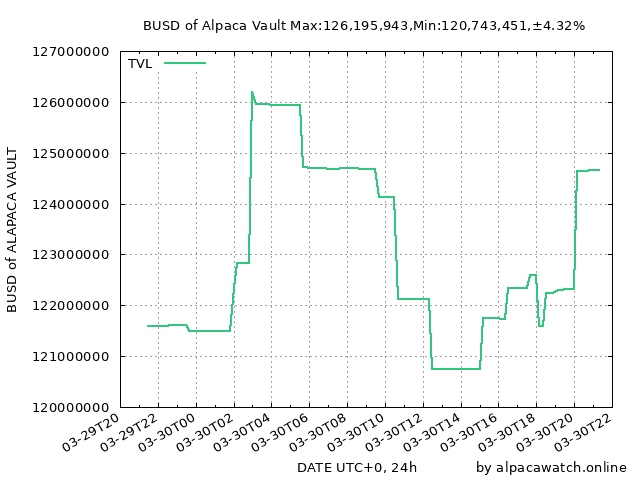 BUSD of Alpaca Vault Max:126,195,943,Min:120,743,451,±4.32%
TVL
127000000
126000000
125000000
124000000
123000000
122000000
121000000
120000000
BUSD of ALAPACA VAULT
03-29T20
03-29T22
03-30T00
03-30T02
03-30T04
03-30T06
03-30T08
03-30T10
03-30T12
03-30T14
03-30T16
03-30T18
03-30T20
03-30T22
DATE UTC+0, 24h
by alpacawatch.online